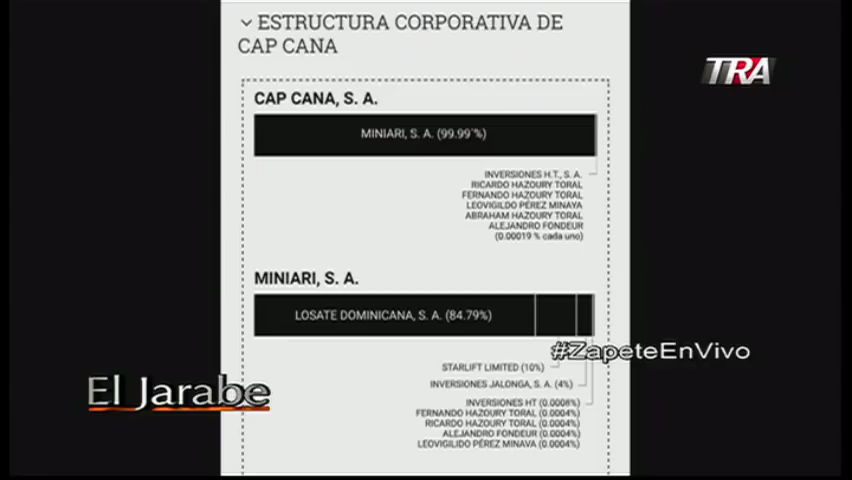 ESTRUCTURA CORPORATIVA DE
CAP CANA
TRA
CAP CANA, S. A.
MINIARI, S. A. (99.99´%)
INVERSIONES H.T., S. A.
RICARDO HAZOURY TORAL
FERNANDO HAZOURY TORAL
LEOVIGILDO PÉREZ MINAYA
ABRAHAM HAZOURY TORAL
ALEJANDRO FONDEUR
(0.00019 % cada uno)
MINIARI, S. A.
LOSATE DOMINICANA, S. A. (84.79%)
#ZapeteEnVivo
STARLIFT LIMITED (10%)
INVERSIONES JALONGA, S. A. (4%)
El Jarabe
INVERSIONES HT (0.0008%)
FERNANDO HAZOURY TORAL (0.0004%)
RICARDO HAZOURY TORAL (0.0004%)
ALEJANDRO FONDEUR (0.0004%)
LEOVIGILIDO PÉREZ MINAVA (0.0004%)